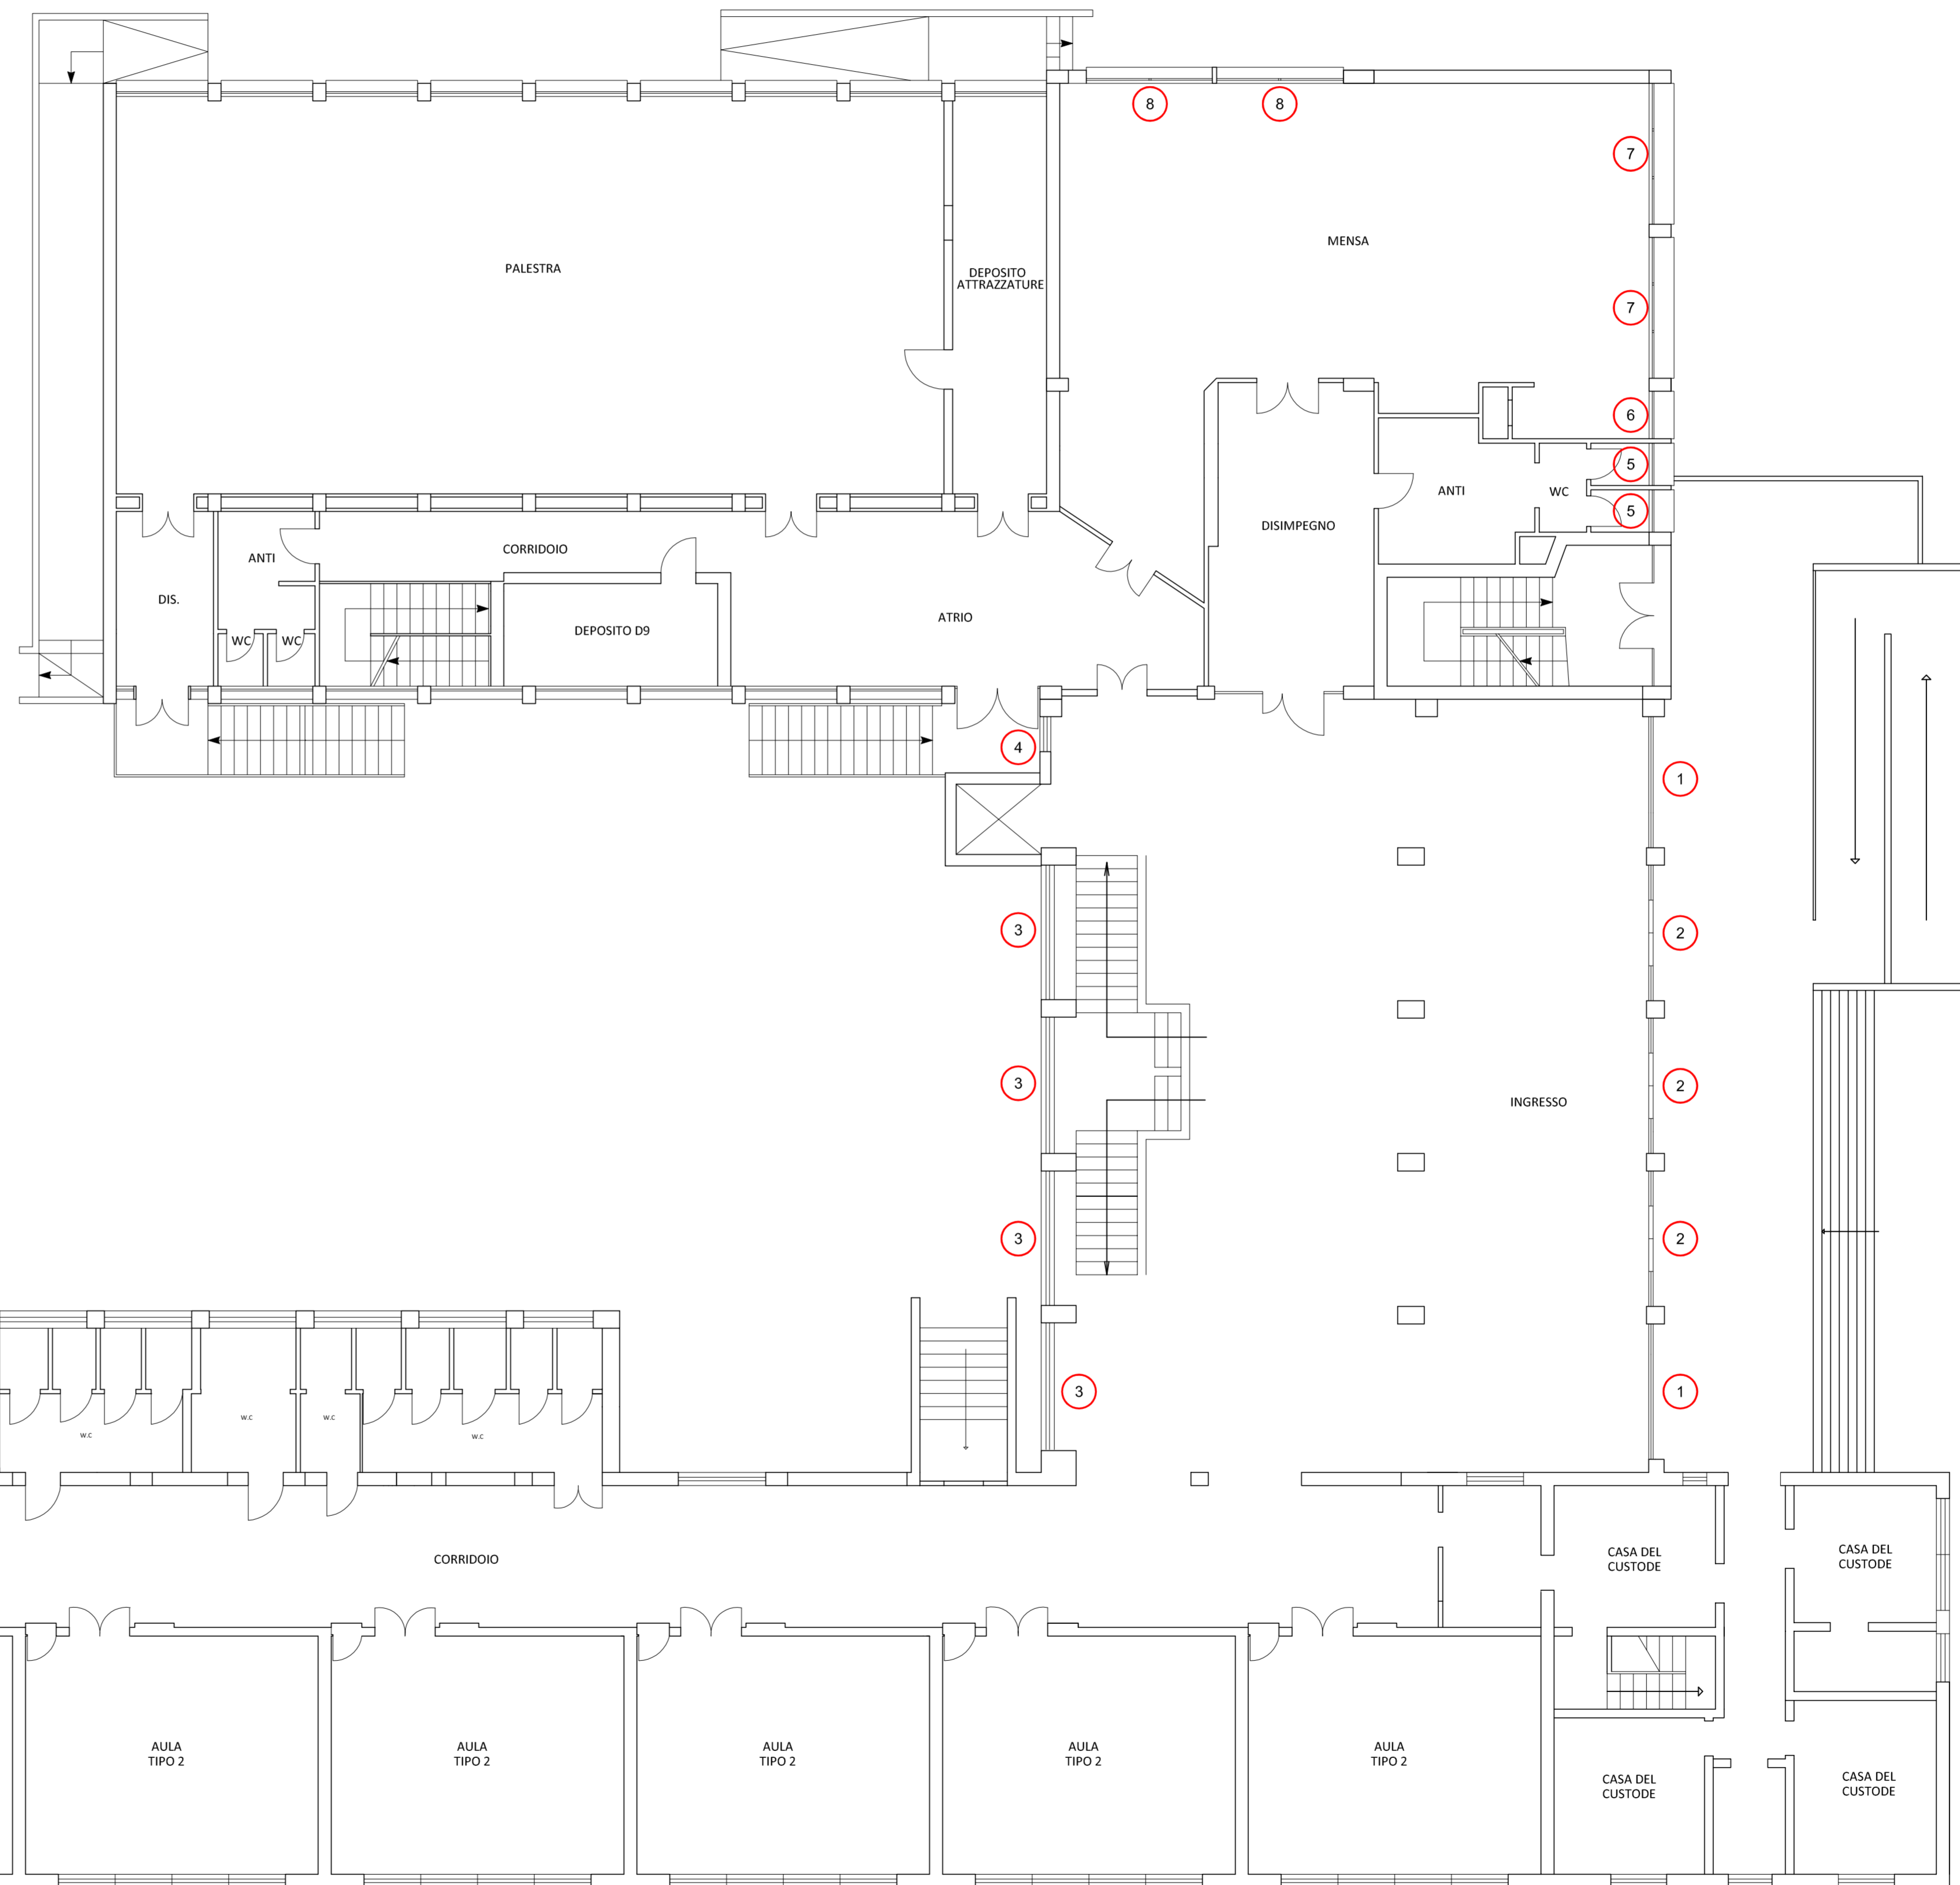 8
8
7
MENSA
PALESTRA
DEPOSITO
ATTRAZZATURE
7
6
5
ANTI
WC
5
DISIMPEGNO
CORRIDOIO
ANTI
DIS.
ATRIO
DEPOSITO D9
WC
WC
4
1
3
2
3
2
INGRESSO
3
2
3
1
W.C
W.C
W.C
W.C
CORRIDOIO
CASA DEL
CUSTODE
CASA DEL
CUSTODE
AULA
TIPO 2
AULA
TIPO 2
AULA
TIPO 2
AULA
TIPO 2
AULA
TIPO 2
CASA DEL
CUSTODE
CASA DEL
CUSTODE